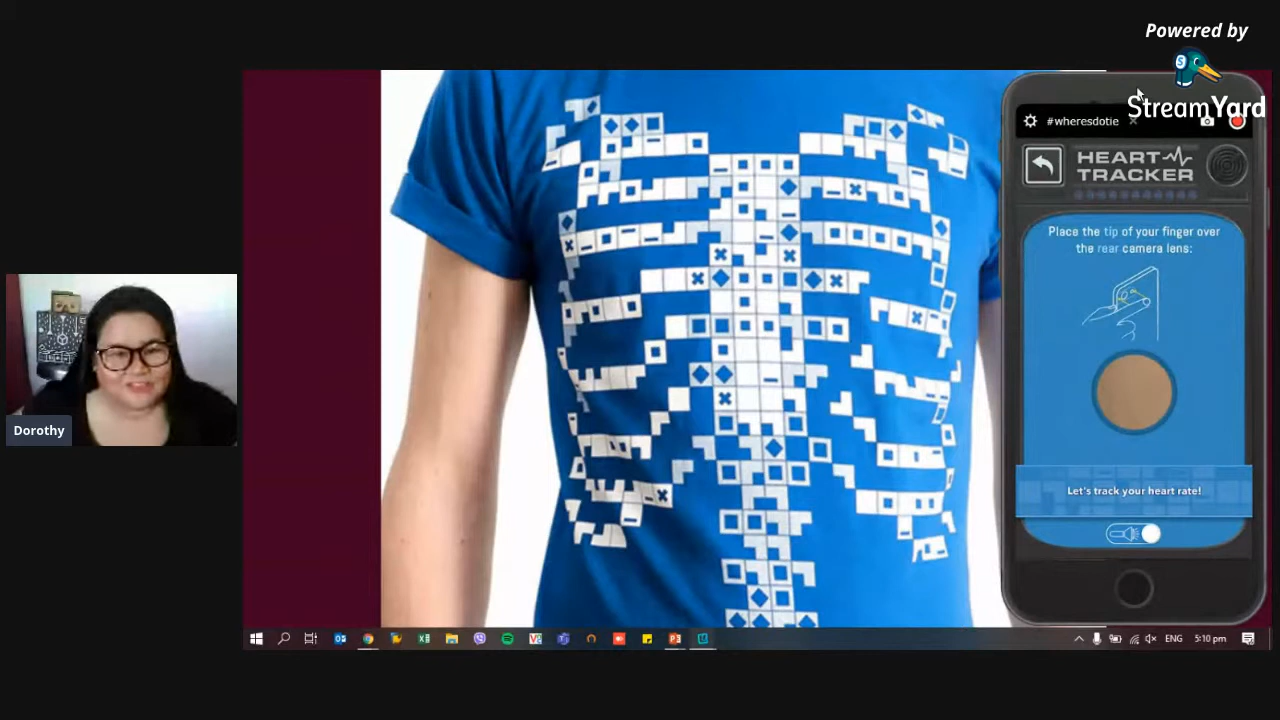 Powered by
StreamYard
#wheresdotie
HEART
TRACKER
Place the tip of your finger over
the rear camera lens:
Let's track your heart rate!
Dorothy
ENG
5:10 pm